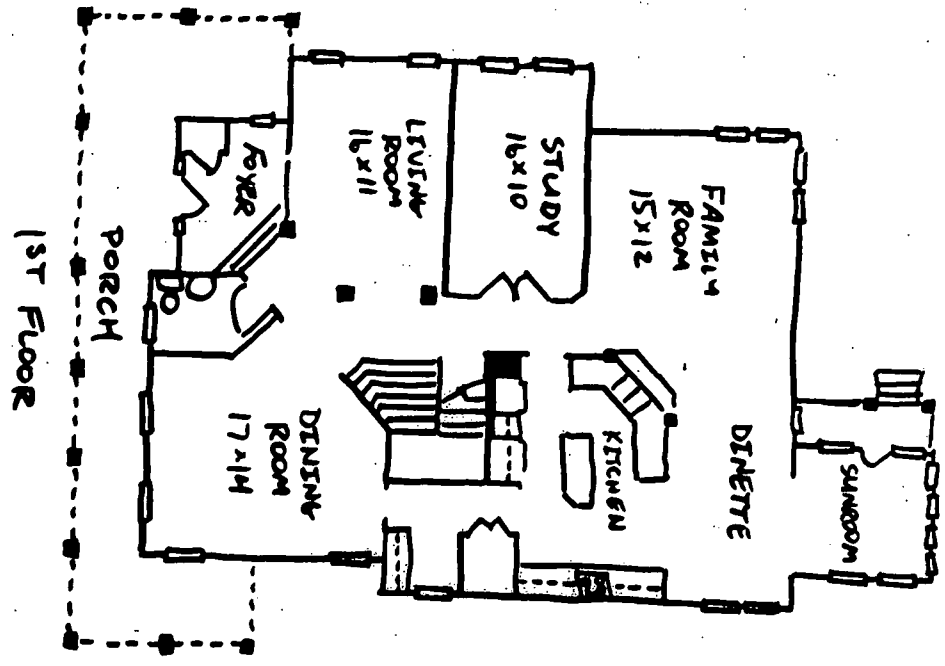 SUNROOM
DINETTE
FAMILY
ROOM
15x12
KITCHEN
STUDY
16x10
LIVING
ROOM
16x11
DINING
ROOM
17x14
FOYER
PORCH
1ST FLOOR